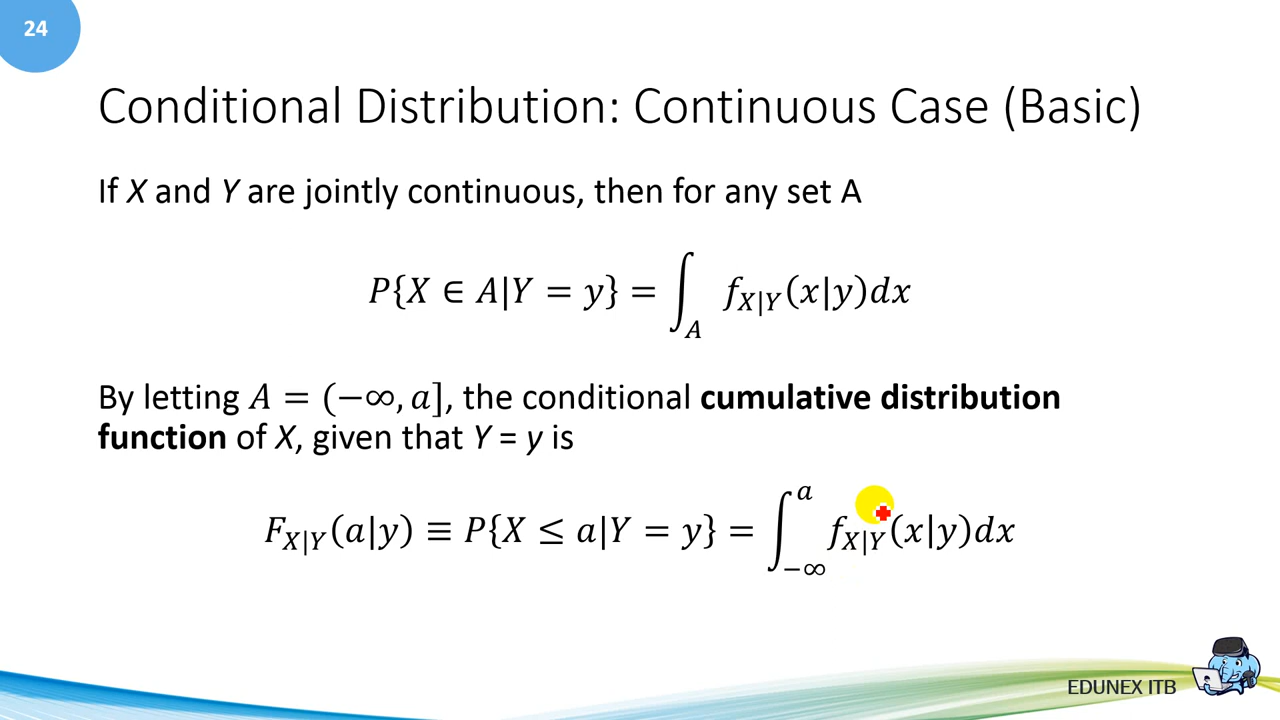 24
Conditional Distribution: Continuous Case (Basic)
If X and Y are jointly continuous, then for any set A
P{X ∈ A|Y = y} = ∫_A f_{X|Y}(x|y)dx
By letting A = (−∞, a], the conditional cumulative distribution
function of X, given that Y = y is
F_{X|Y}(a|y) ≡ P{X ≤ a|Y = y} = ∫_{−∞}^{a} f_{X|Y}(x|y)dx
EDUNEX ITB